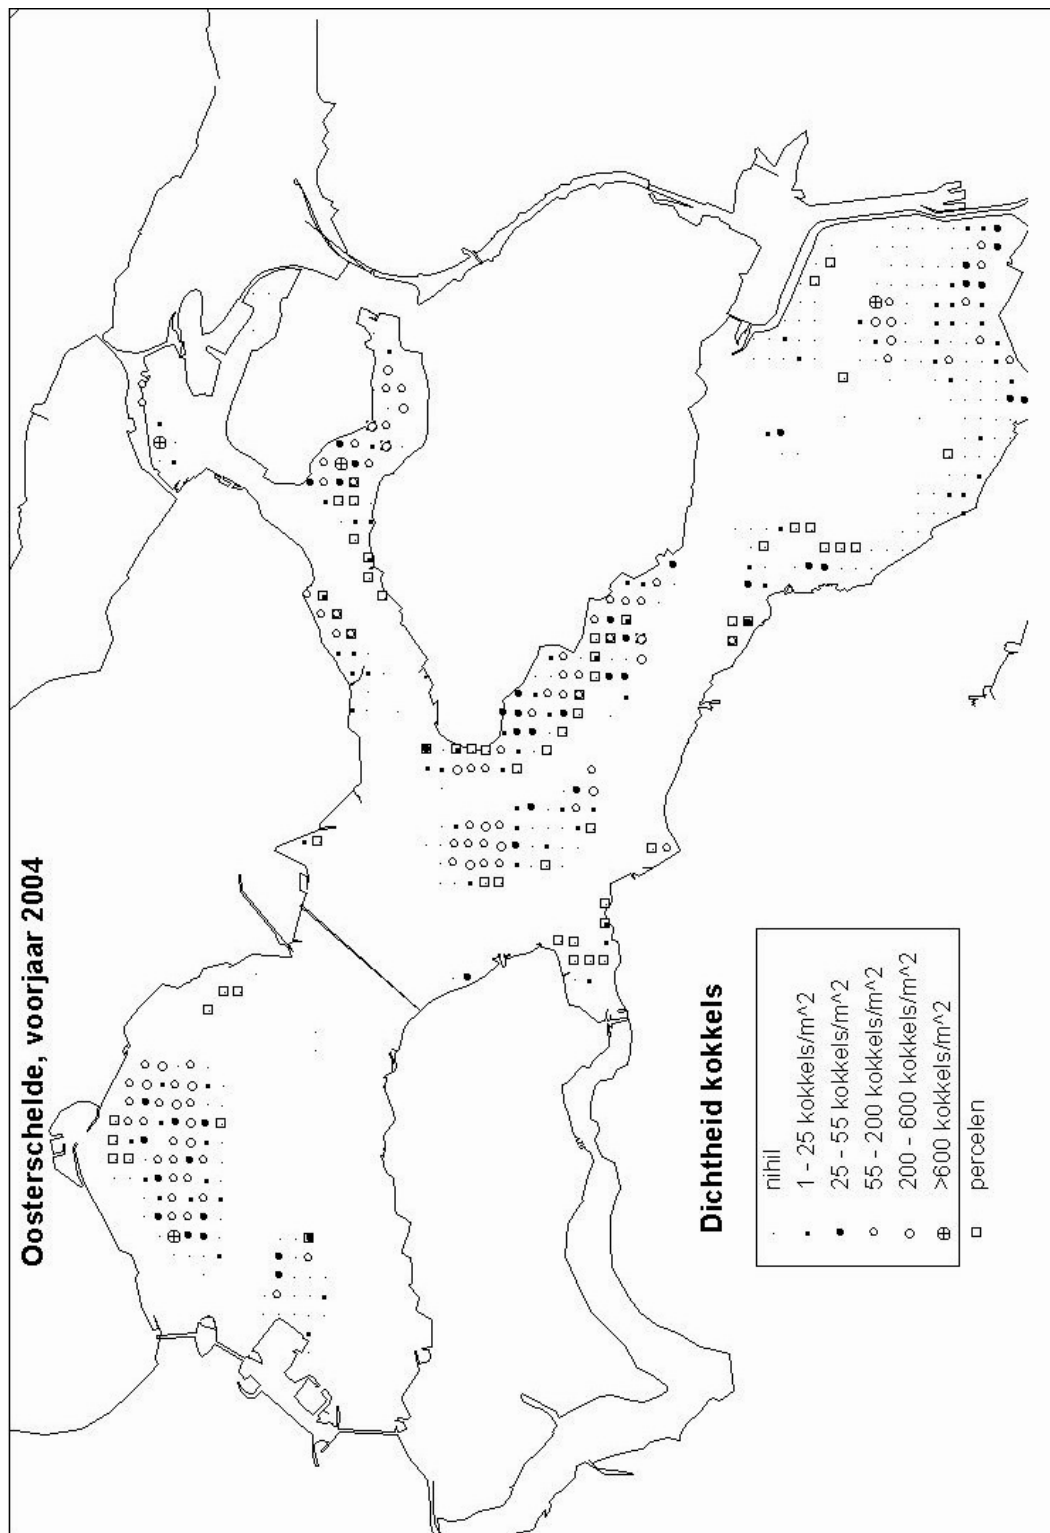 Oosterschelde, voorjaar 2004
Dichtheid kokkels
nihil
1 - 25 kokkels/m^2
25 - 55 kokkels/m^2
55 - 200 kokkels/m^2
200 - 600 kokkels/m^2
>600 kokkels/m^2
percelen